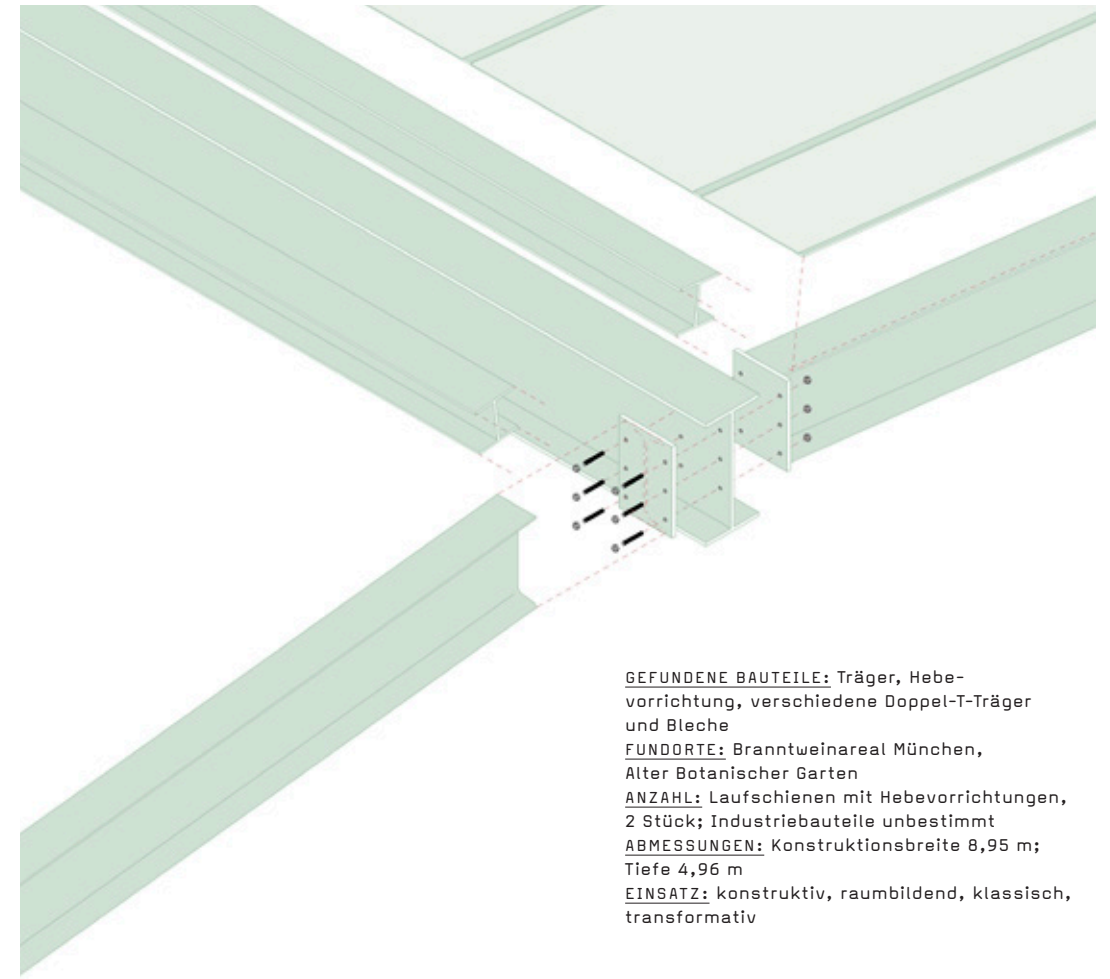 GEFUNDENE BAUTEILE: Träger, Hebe-
vorrichtung, verschiedene Doppel-T-Träger
und Bleche
FUNDORTE: Branntweinareal München,
Alter Botanischer Garten
ANZAHL: Laufschienen mit Hebevorrichtungen,
2 Stück; Industriebauteile unbestimmt
ABMESSUNGEN: Konstruktionsbreite 8,95 m;
Tiefe 4,96 m
EINSATZ: konstruktiv, raumbildend, klassisch,
transformativ